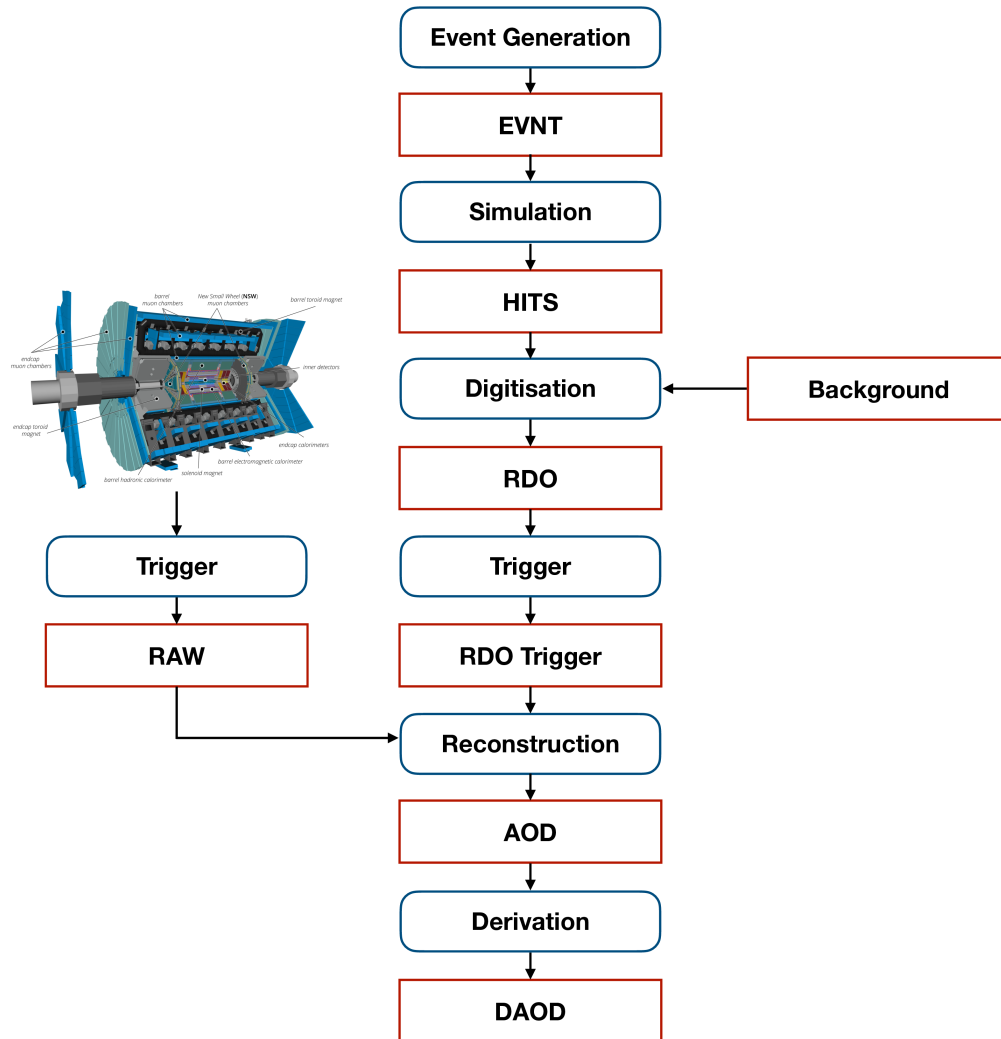 Event Generation
EVNT
Simulation
HITS
Digitisation
Background
RDO
Trigger
RDO Trigger
Reconstruction
AOD
Derivation
DAOD
barrel
muon chambers
New Small Wheel (NSW)
muon chambers
barrel toroid magnet
inner detectors
endcap
muon chambers
endcap toroid
magnet
endcap calorimeters
barrel electromagnetic calorimeter
solenoid magnet
barrel hadronic calorimeter
Trigger
RAW